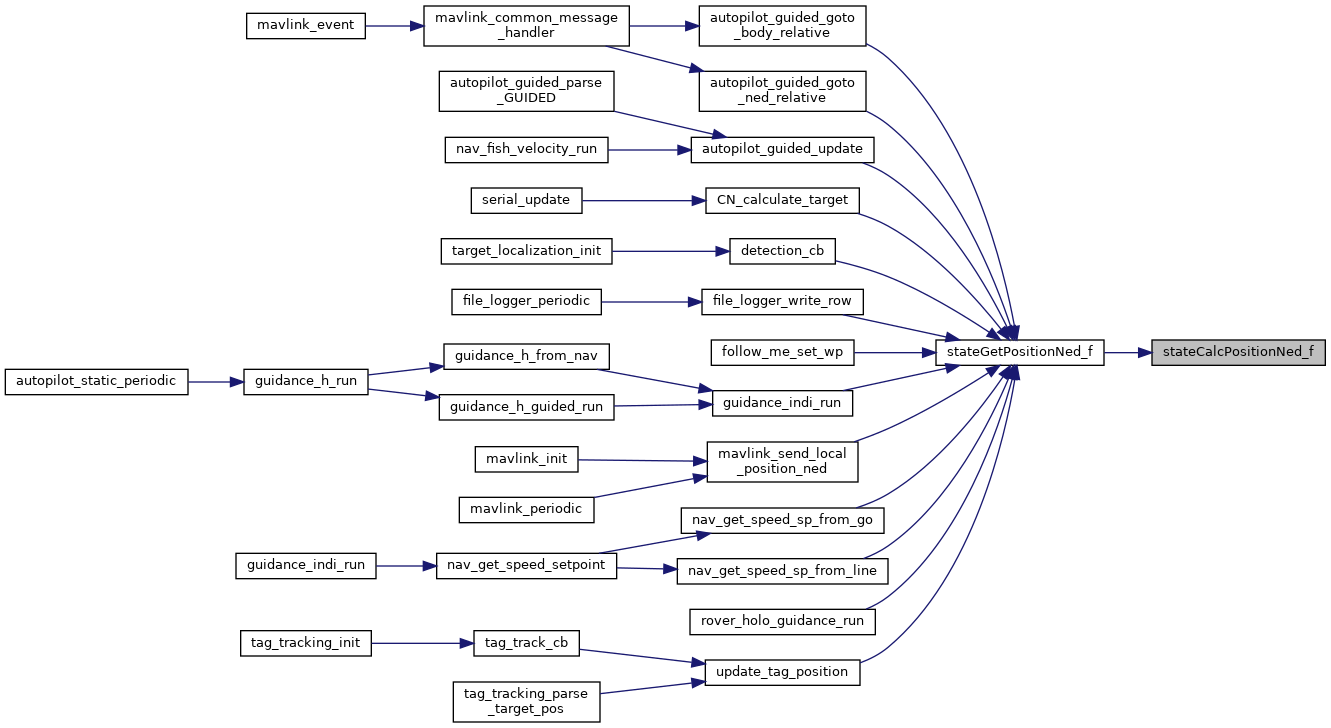 mavlink_event
mavlink_common_message
_handler
autopilot_guided_goto
_body_relative
autopilot_guided_parse
_GUIDED
autopilot_guided_goto
_ned_relative
nav_fish_velocity_run
autopilot_guided_update
serial_update
CN_calculate_target
target_localization_init
detection_cb
file_logger_periodic
file_logger_write_row
follow_me_set_wp
stateGetPositionNed_f
stateCalcPositionNed_f
autopilot_static_periodic
guidance_h_run
guidance_h_from_nav
guidance_h_guided_run
guidance_indi_run
mavlink_init
mavlink_send_local
_position_ned
mavlink_periodic
nav_get_speed_sp_from_go
guidance_indi_run
nav_get_speed_setpoint
nav_get_speed_sp_from_line
rover_holo_guidance_run
tag_tracking_init
tag_track_cb
update_tag_position
tag_tracking_parse
_target_pos